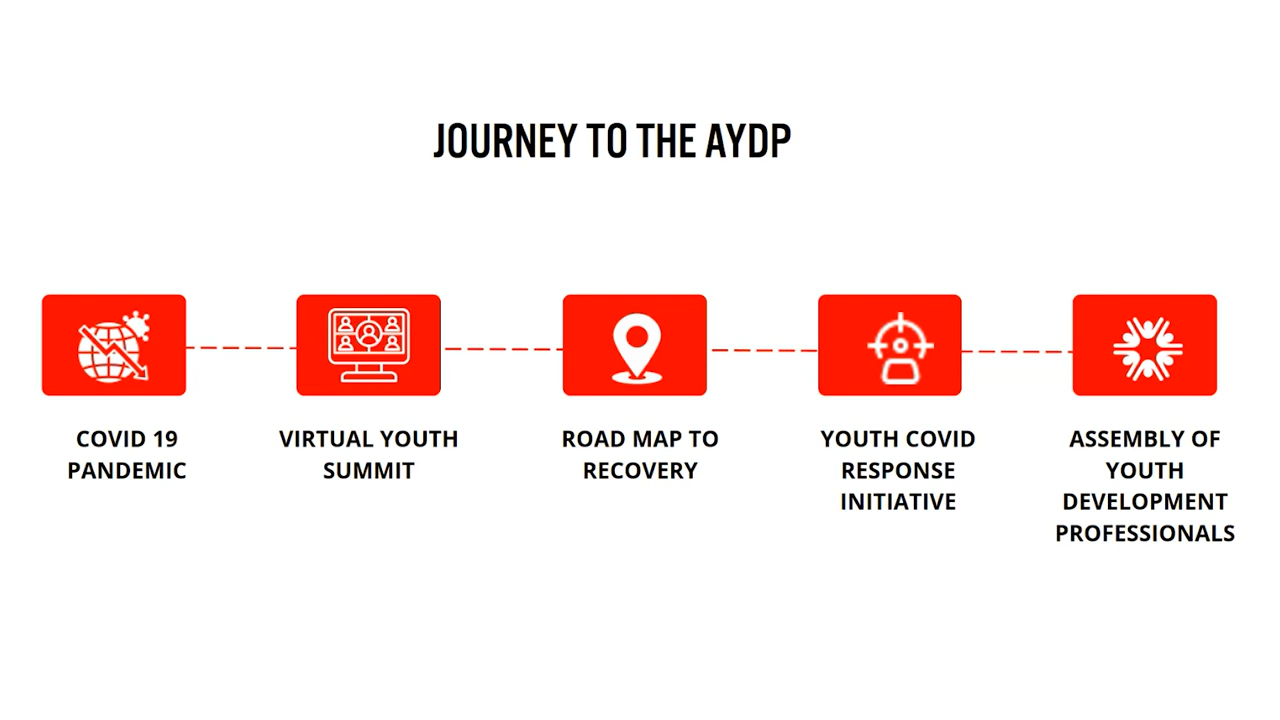 JOURNEY TO THE AYDP
COVID 19
PANDEMIC
VIRTUAL YOUTH
SUMMIT
ROAD MAP TO
RECOVERY
YOUTH COVID
RESPONSE
INITIATIVE
ASSEMBLY OF
YOUTH
DEVELOPMENT
PROFESSIONALS